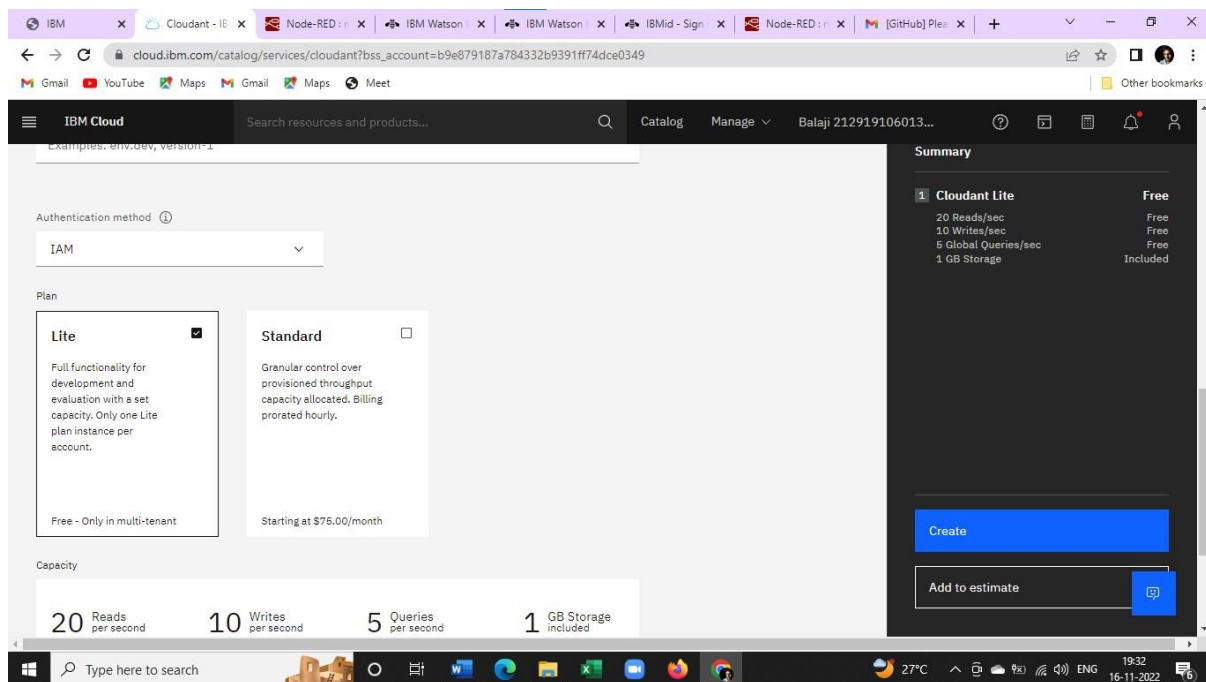 IBM
Cloudant - IB
Node-RED : n
IBM Watson
IBM Watson
IBMid - Sign
Node-RED : n
[GitHub] Plea
cloud.ibm.com/catalog/services/cloudant?bss_account=b9e879187a784332b9391ff74dce0349
Gmail
YouTube
Maps
Gmail
Maps
Meet
Other bookmarks
IBM Cloud
Search resources and products...
Catalog
Manage
Balaji 212919106013...
Examples: env:dev, version-1
Summary
1 Cloudant Lite Free
20 Reads/sec Free
10 Writes/sec Free
5 Global Queries/sec Free
1 GB Storage Included
Authentication method
IAM
Plan
Lite
Full functionality for
development and
evaluation with a set
capacity. Only one Lite
plan instance per
account.
Free - Only in multi-tenant
Standard
Granular control over
provisioned throughput
capacity allocated. Billing
prorated hourly.
Starting at $75.00/month
Create
Add to estimate
Capacity
20 Reads per second
10 Writes per second
5 Queries per second
1 GB Storage included
Type here to search
27°C
ENG
19:32
16-11-2022
6